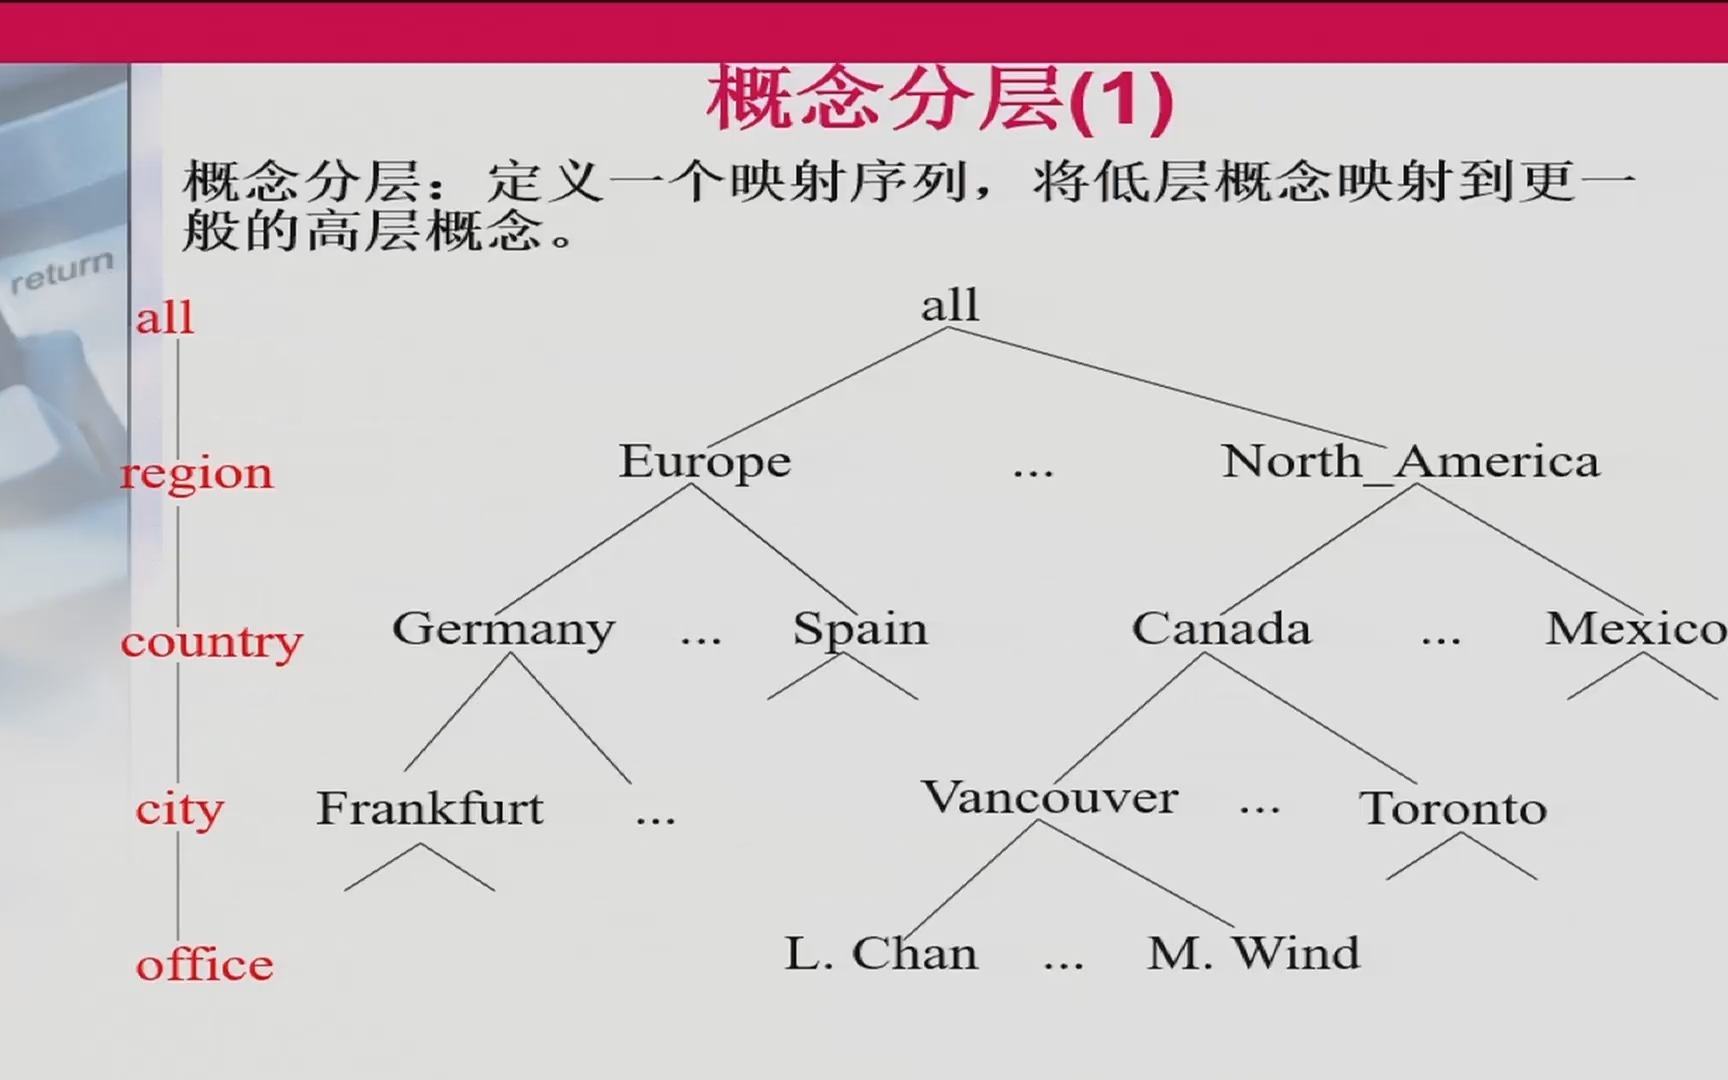 概念分层(1)
概念分层：定义一个映射序列，将低层概念映射到更一
般的高层概念。
return
all
all
region
Europe ... North_America
country
Germany ... Spain Canada ... Mexico
city
Frankfurt ... Vancouver ... Toronto
office
L. Chan ... M. Wind